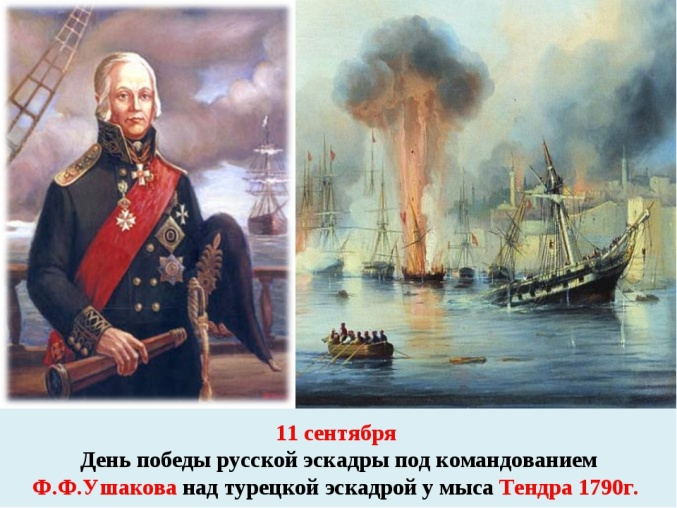 11 сентября
День победы русской эскадры под командованием
Ф.Ф.Ушакова над турецкой эскадрой у мыса Тендра 1790г.